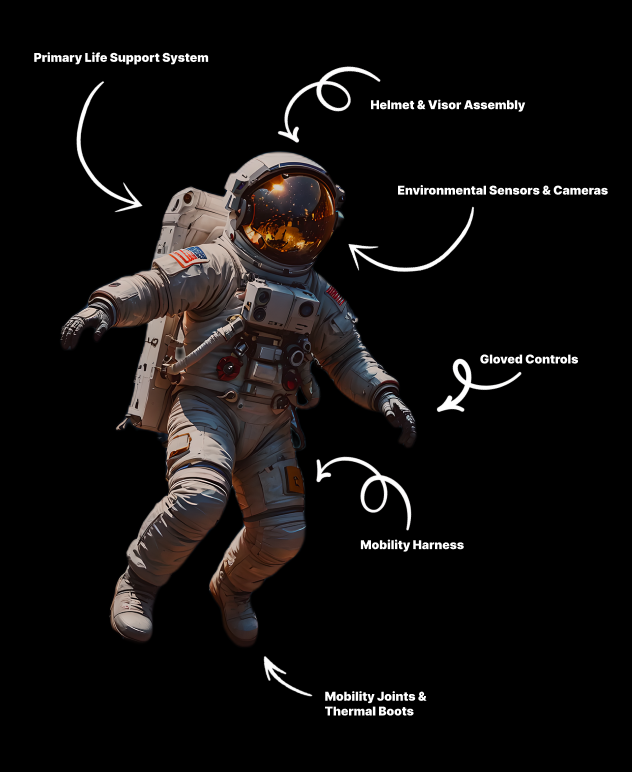 Primary Life Support System
Helmet & Visor Assembly
Environmental Sensors & Cameras
Gloved Controls
Mobility Harness
Mobility Joints &
Thermal Boots